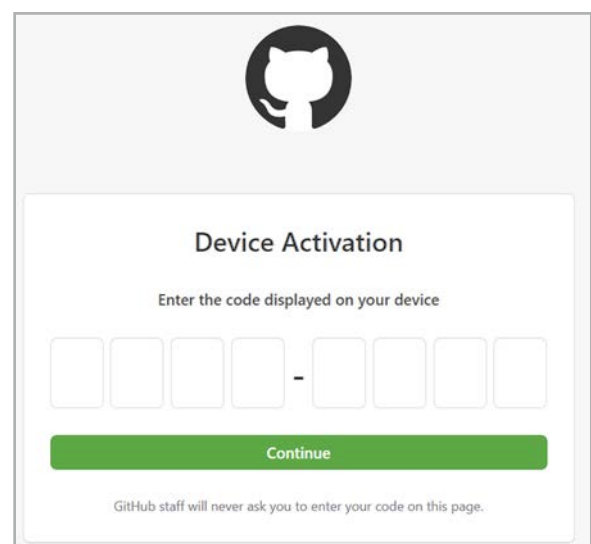 Device Activation
Enter the code displayed on your device
-
Continue
GitHub staff will never ask you to enter your code on this page.